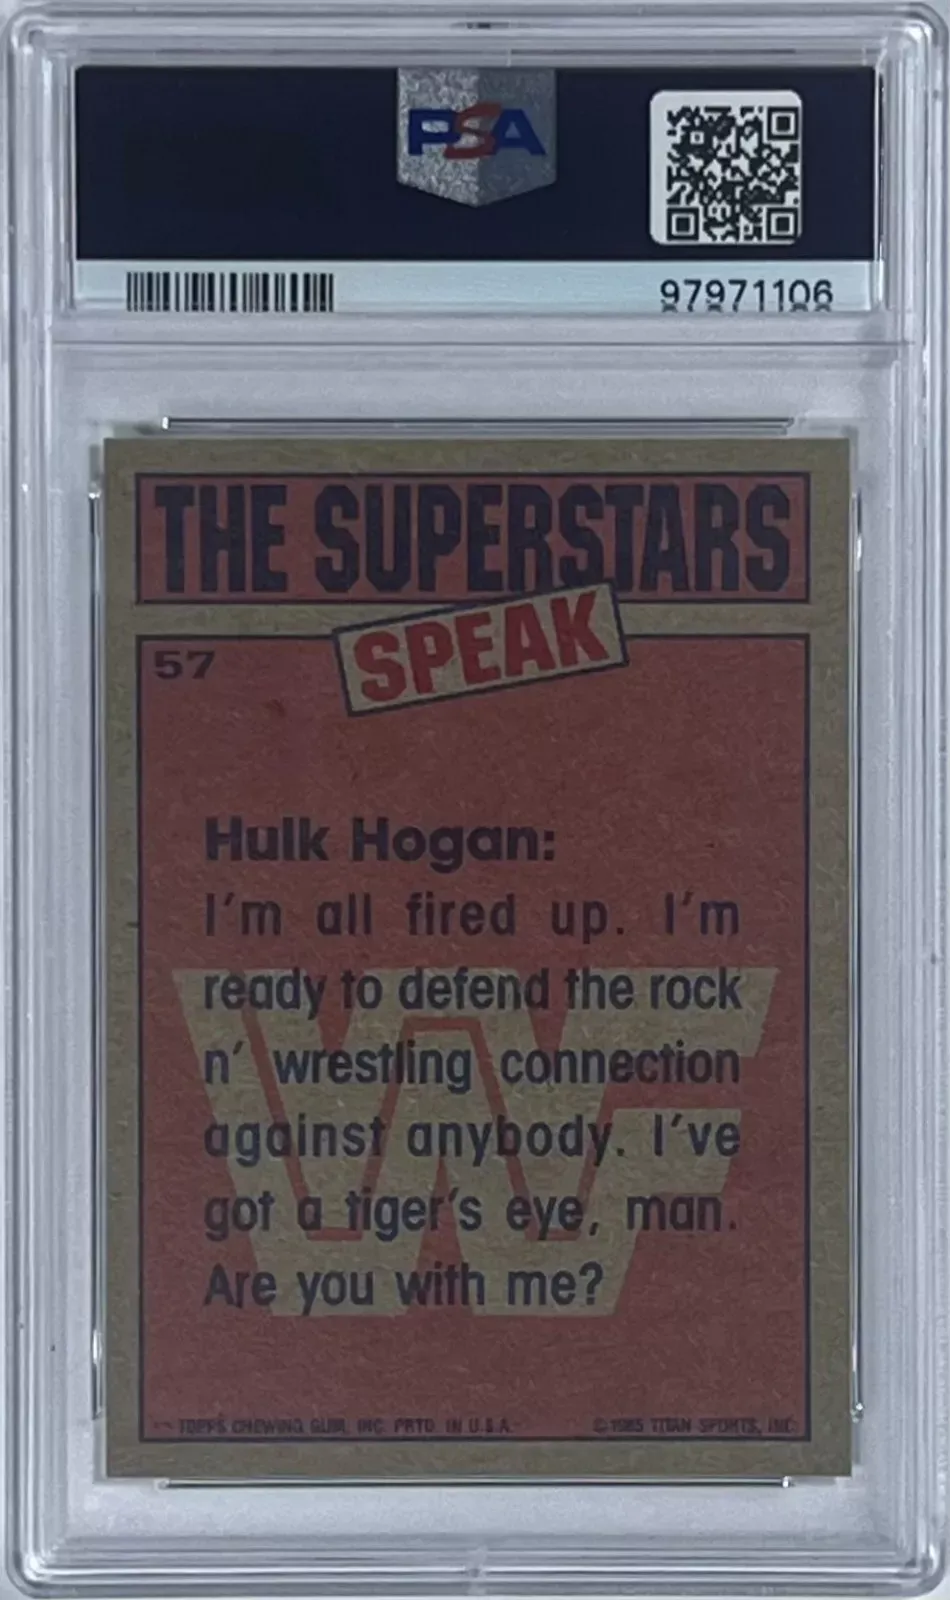 PSA
97971106
THE SUPERSTARS
SPEAK
57
Hulk Hogan:
I'm all fired up. I'm
ready to defend the rock
n' wrestling connection
against anybody. I've
got a tiger's eye, man.
Are you with me?
WF
TOPPS CHEWING GUM, INC. PRTD. IN U.S.A.
© 1985 TITAN SPORTS, INC.